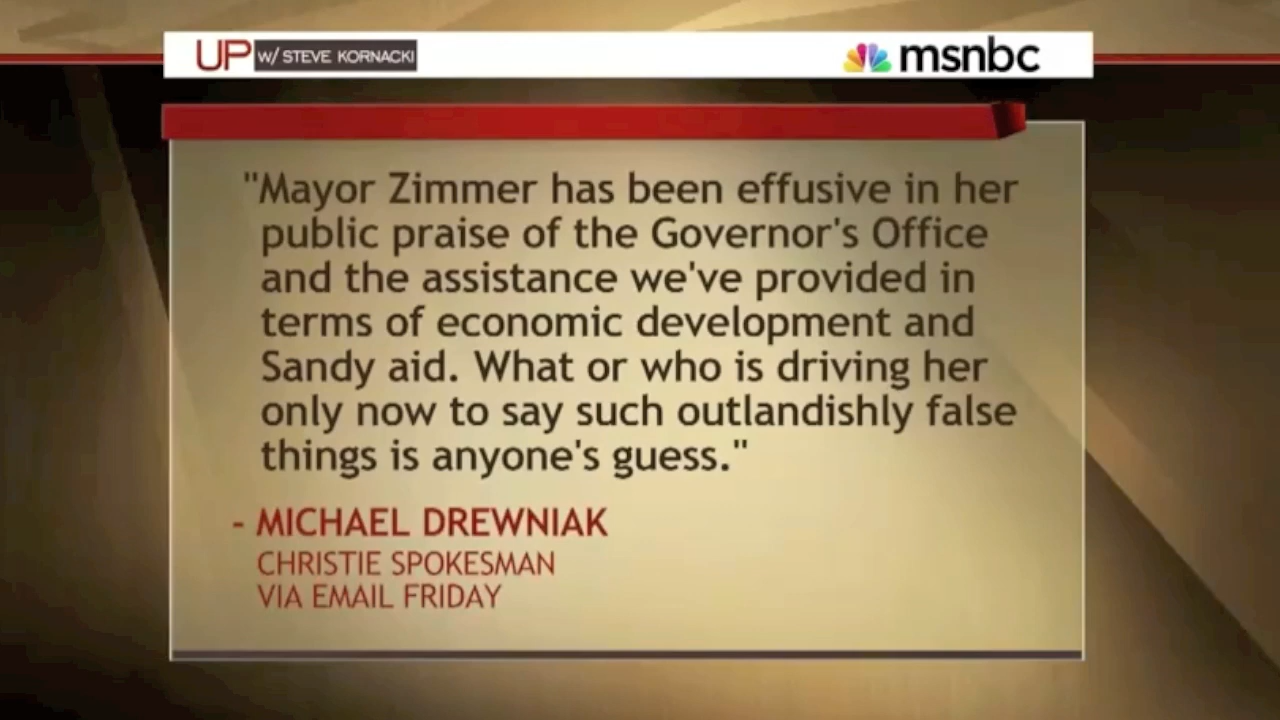 UP W/ STEVE KORNACKI
msnbc
"Mayor Zimmer has been effusive in her
public praise of the Governor's Office
and the assistance we've provided in
terms of economic development and
Sandy aid. What or who is driving her
only now to say such outlandishly false
things is anyone's guess."
- MICHAEL DREWNIAK
CHRISTIE SPOKESMAN
VIA EMAIL FRIDAY